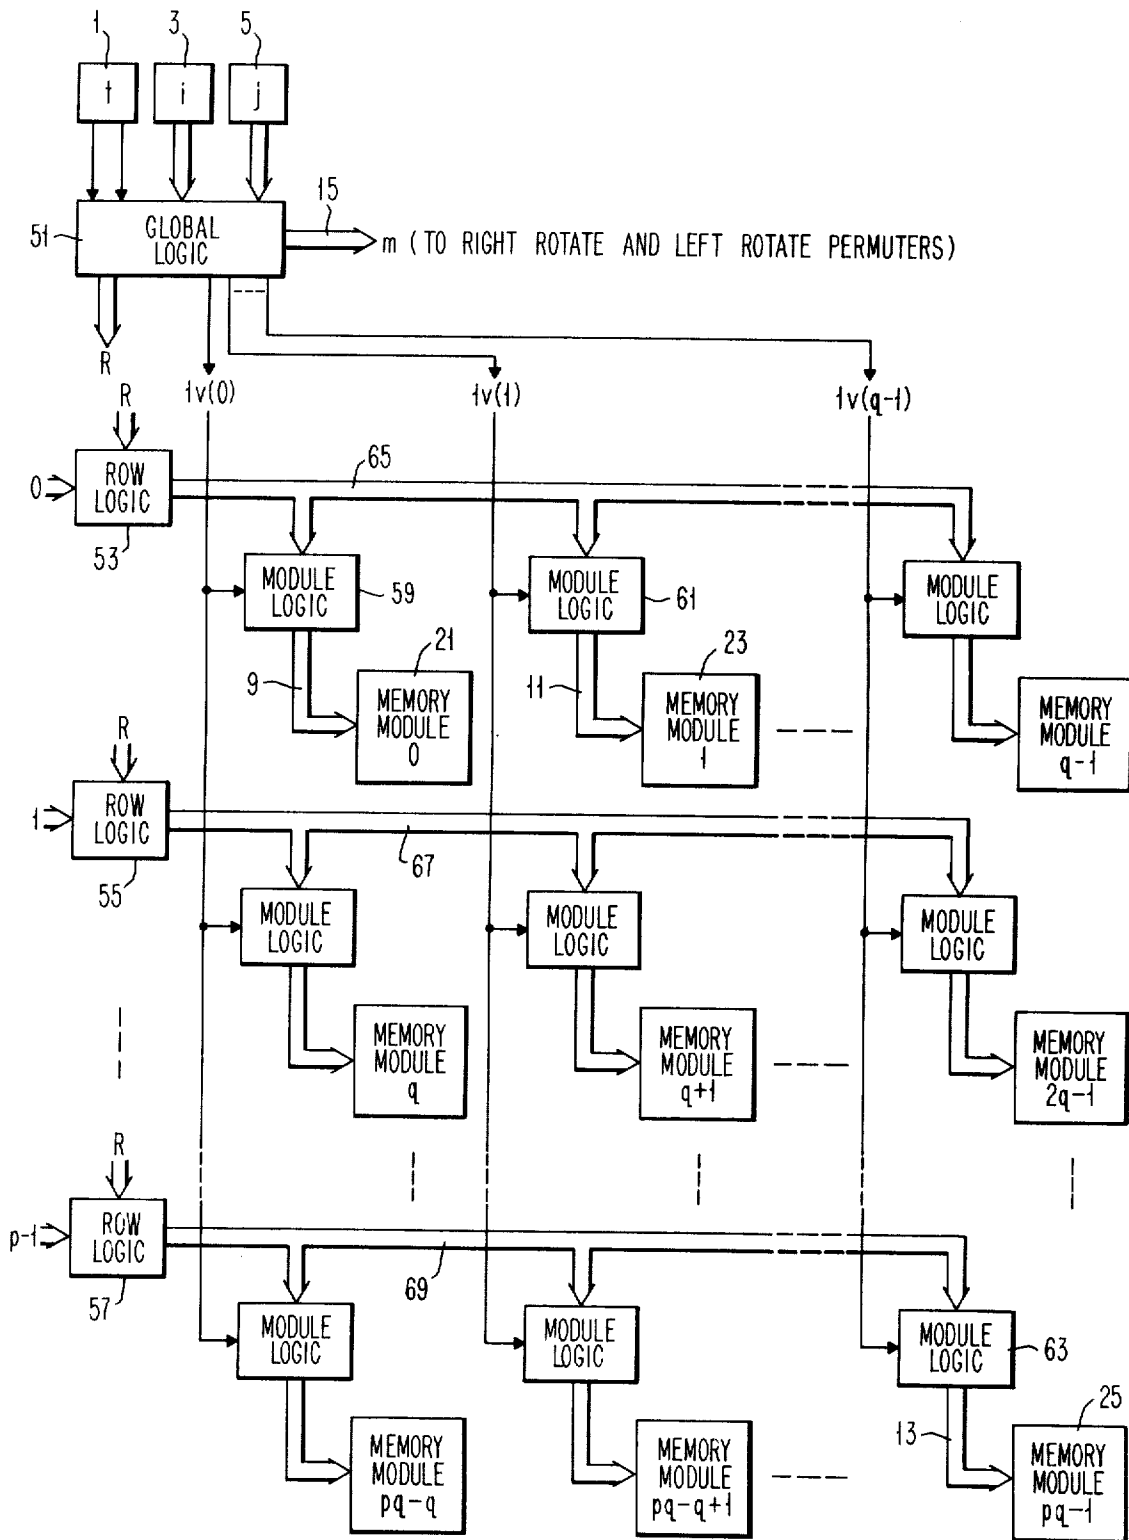 1 3 5
t i j
15
51 GLOBAL LOGIC
m (TO RIGHT ROTATE AND LEFT ROTATE PERMUTERS)
R
R
1v(0) 1v(1) 1v(q-1)
0 ROW LOGIC
53
65
MODULE LOGIC 59
MODULE LOGIC 61
MODULE LOGIC
9 21
MEMORY MODULE 0
11 23
MEMORY MODULE 1
MEMORY MODULE q-1
R
1 ROW LOGIC
55
67
MODULE LOGIC
MODULE LOGIC
MODULE LOGIC
MEMORY MODULE q
MEMORY MODULE q+1
MEMORY MODULE 2q-1
R
p-1 ROW LOGIC
57
69
MODULE LOGIC
MODULE LOGIC
MODULE LOGIC 63
MEMORY MODULE pq-q
MEMORY MODULE pq-q+1
13 25
MEMORY MODULE pq-1